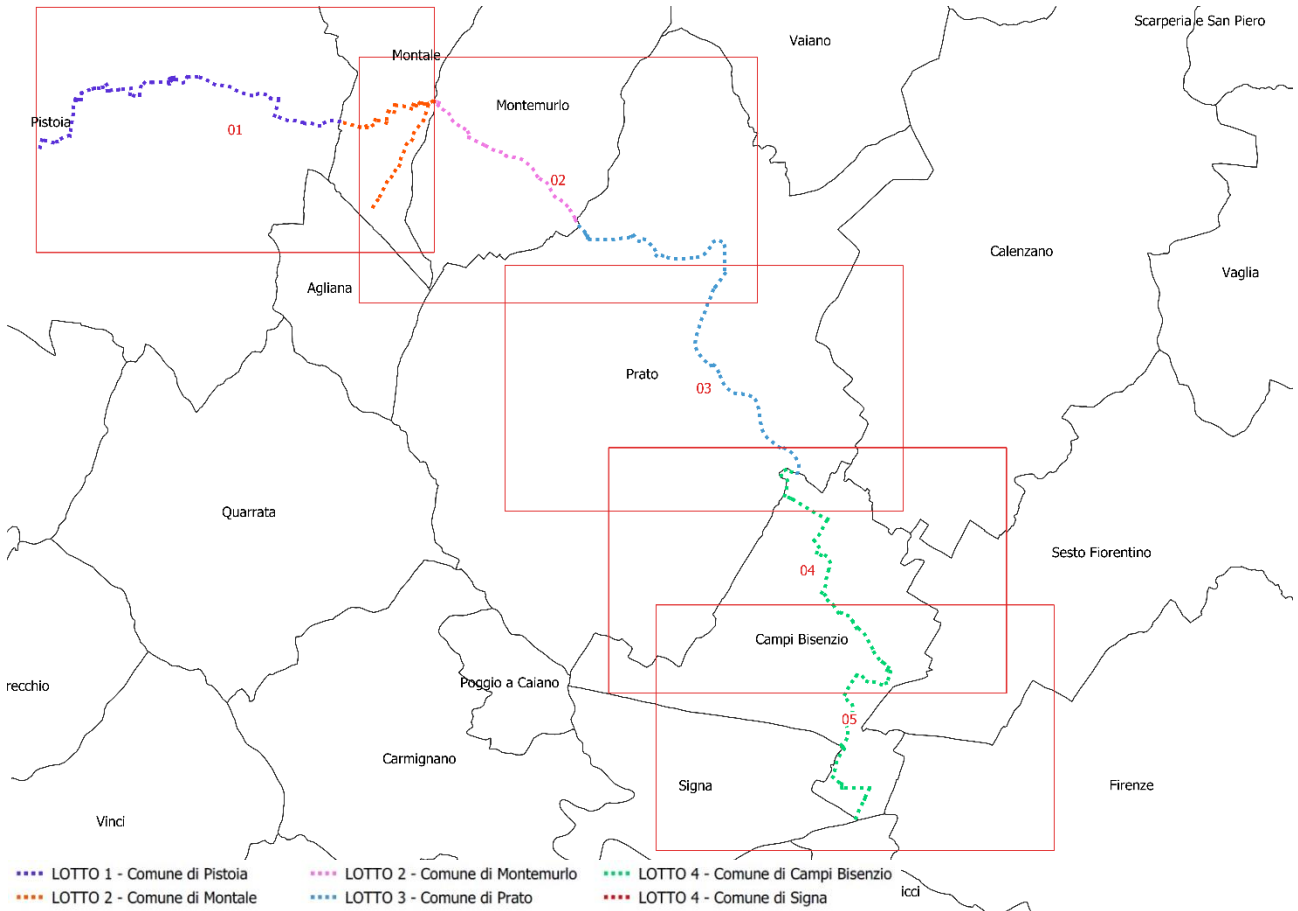 Scarperia e San Piero
Vaiano
Montale
Montemurlo
Pistoia
01
02
Calenzano
Vaglia
Agliana
Prato
03
Quarrata
Sesto Fiorentino
04
Campi Bisenzio
recchio
Poggio a Caiano
05
Carmignano
Signa
Firenze
Vinci
LOTTO 1 - Comune di Pistoia
LOTTO 2 - Comune di Montemurlo
LOTTO 4 - Comune di Campi Bisenzio
LOTTO 2 - Comune di Montale
LOTTO 3 - Comune di Prato
LOTTO 4 - Comune di Signa
icci